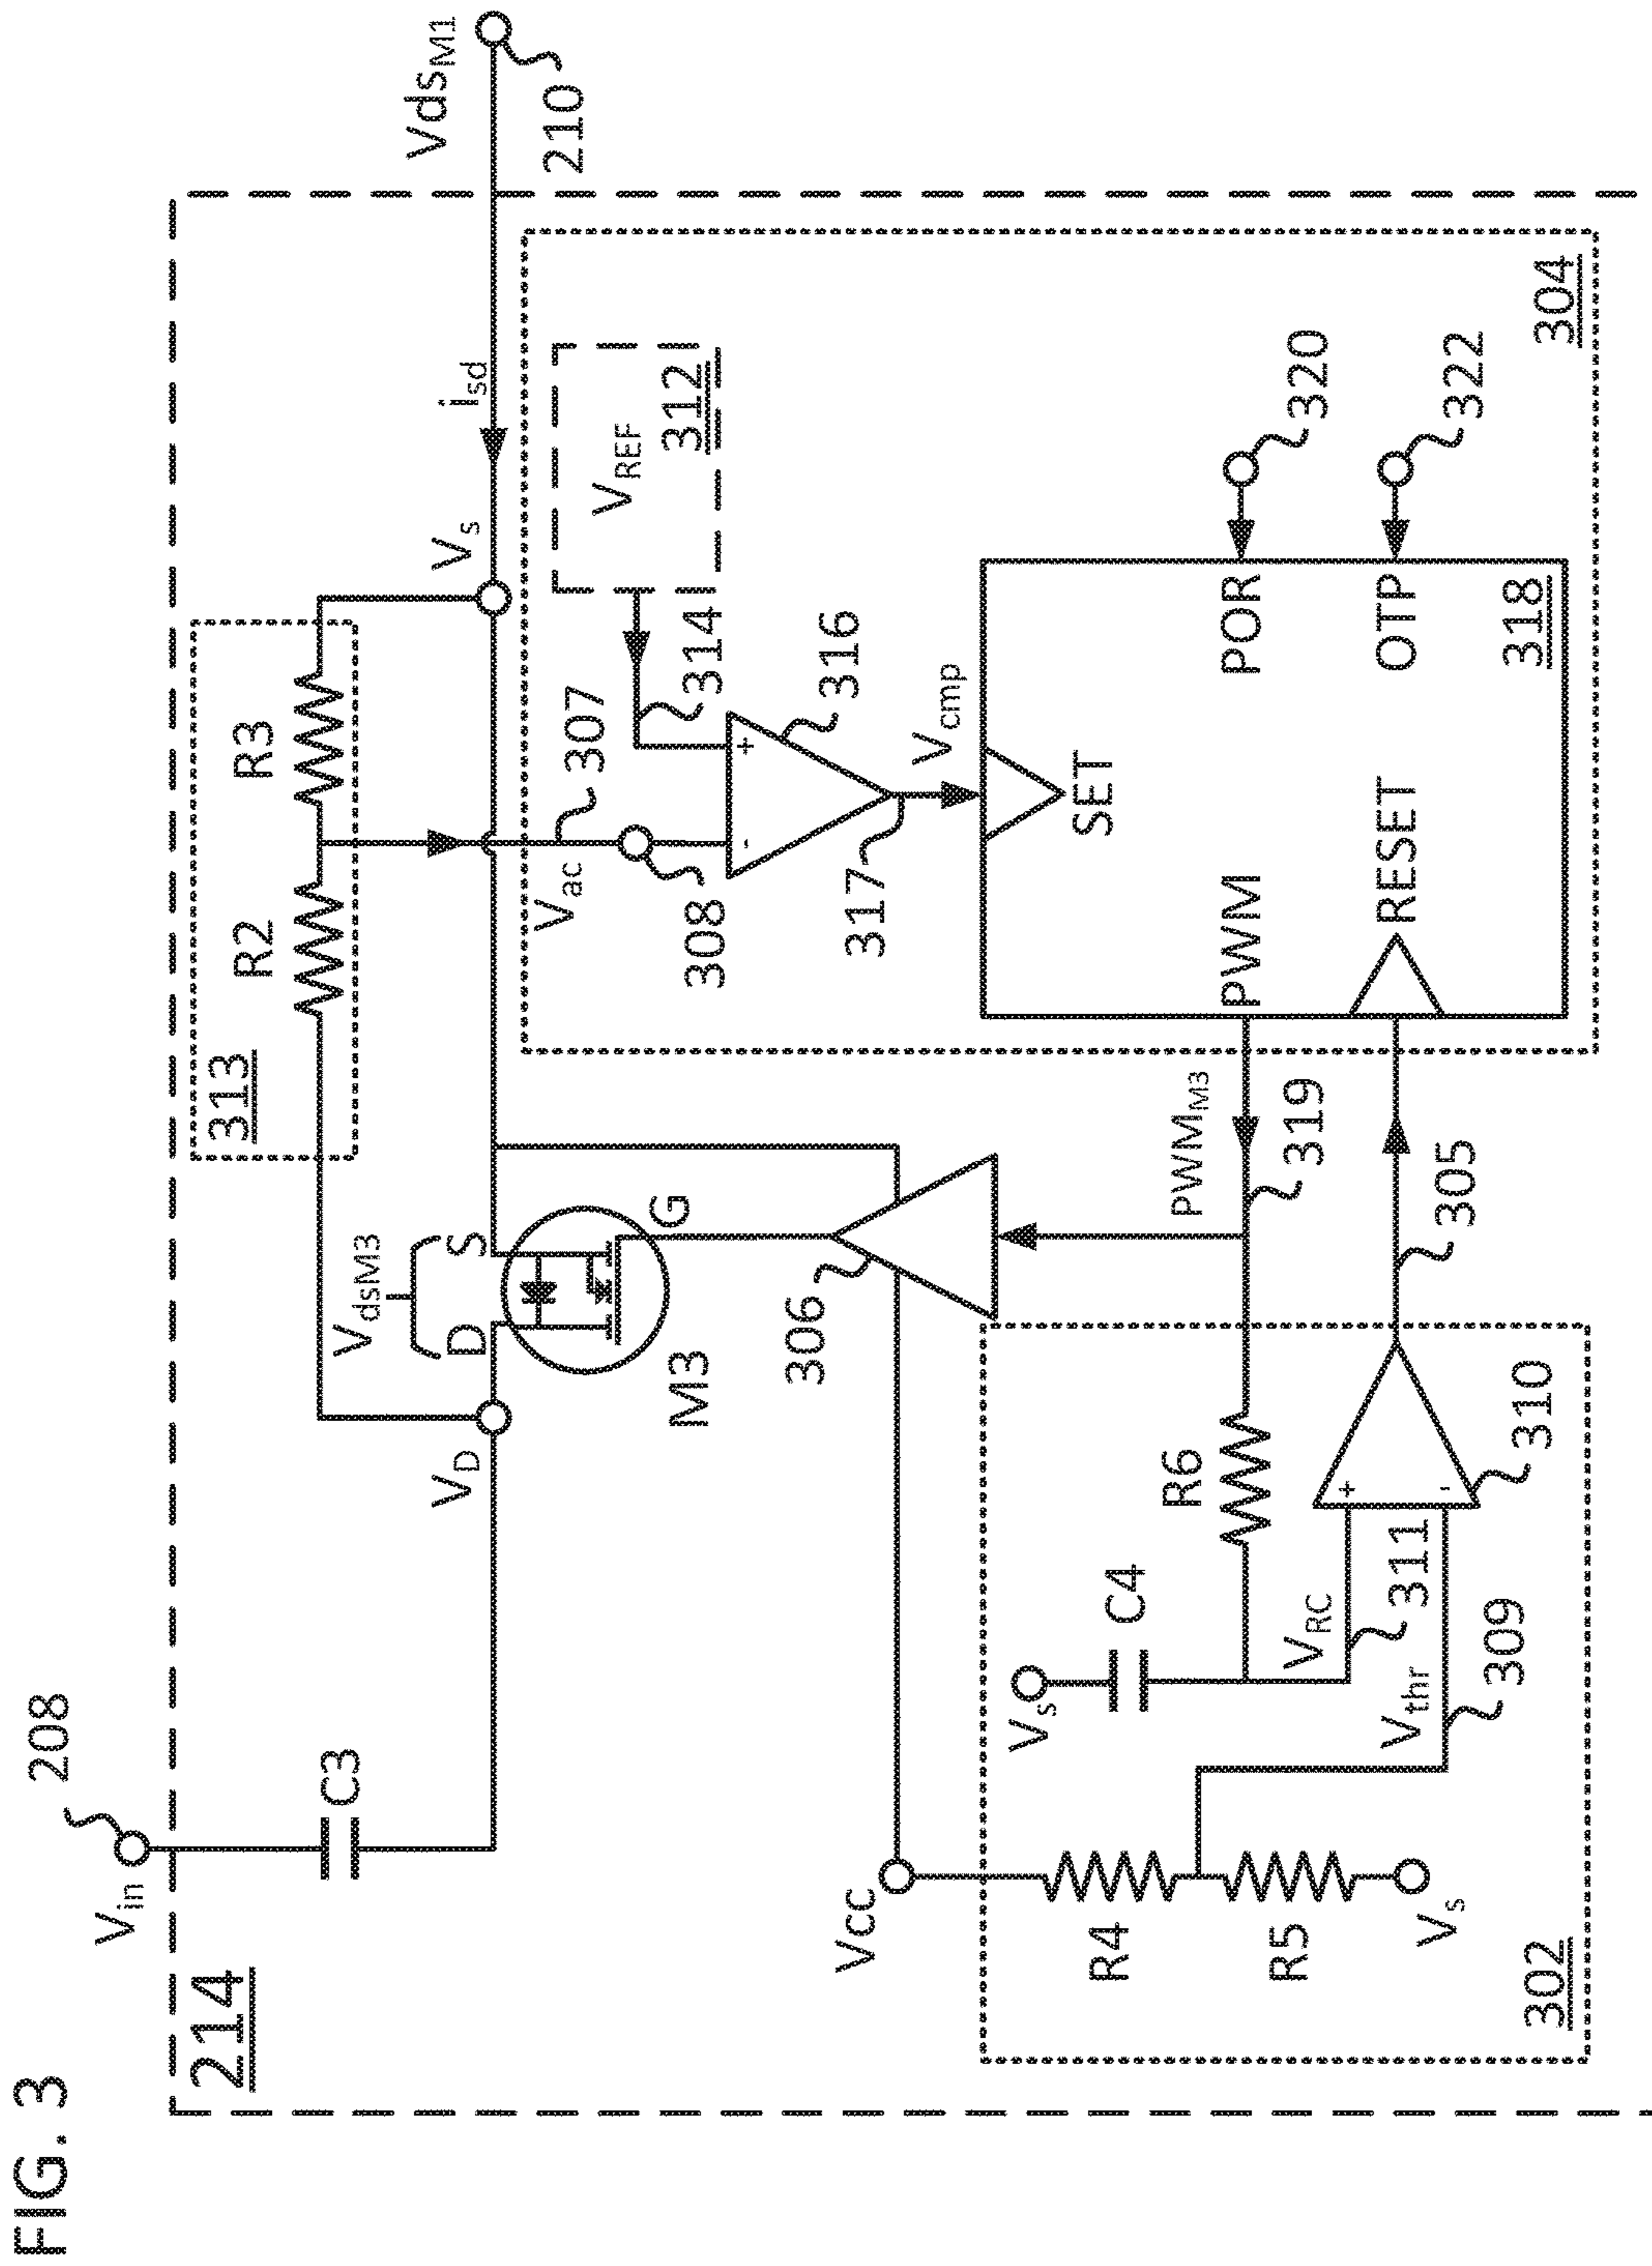 FIG. 3
214
Vin
208
C3
VD
VdsM3
D
S
G
M3
313
R2
R3
Vs
isd
VdsM1
210
Vac
307
308
VREF
312
314
316
317
Vcmp
SET
PWM
RESET
POR
OTP
318
320
322
304
Vcc
306
PWMM3
319
305
R4
R5
Vs
Vs
C4
R6
VRC
311
Vthr
309
310
302
+
-
+
-